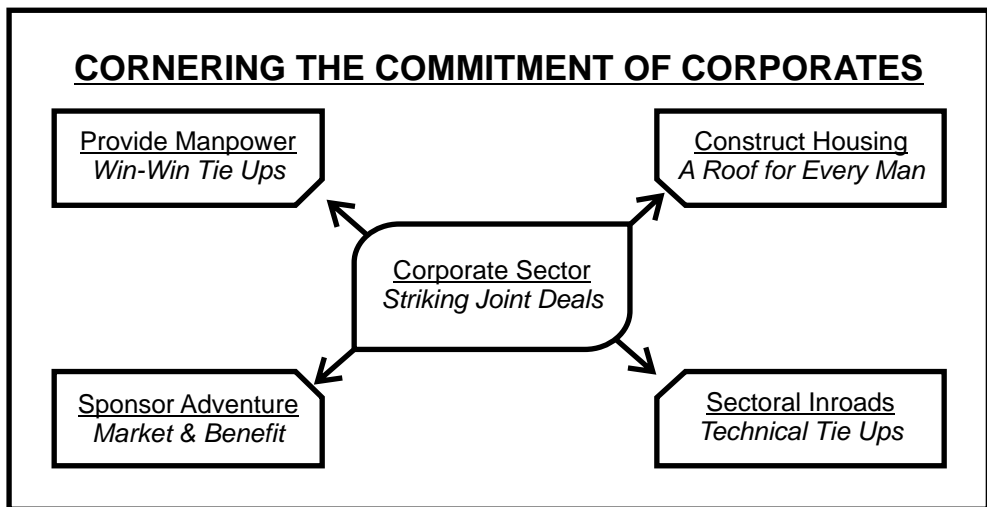 CORNERING THE COMMITMENT OF CORPORATES
Provide Manpower
Win-Win Tie Ups
Construct Housing
A Roof for Every Man
Corporate Sector
Striking Joint Deals
Sponsor Adventure
Market & Benefit
Sectoral Inroads
Technical Tie Ups